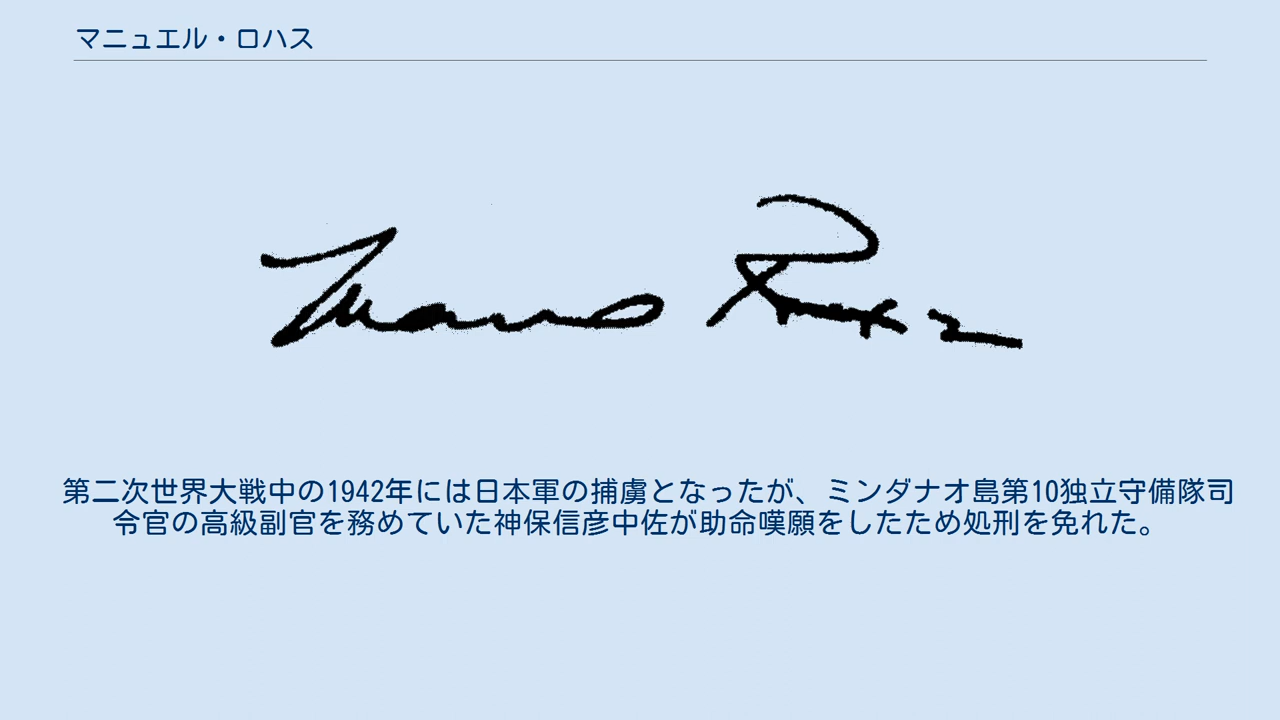 マニュエル・ロハス
Manuel Roxas
第二次世界大戦中の1942年には日本軍の捕虜となったが、ミンダナオ島第10独立守備隊司
令官の高級副官を務めていた神保信彦中佐が助命嘆願をしたため処刑を免れた。